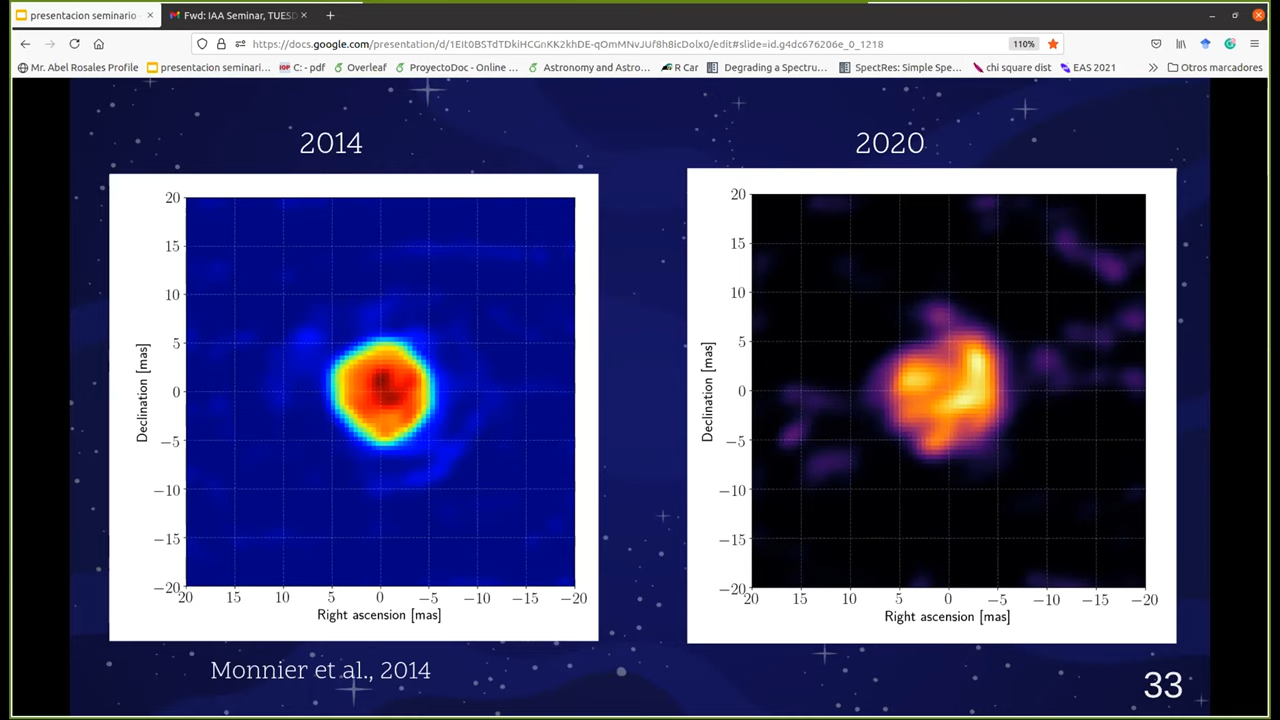 presentacion seminario
Fwd: IAA Seminar, TUESD
https://docs.google.com/presentation/d/1EIt0BSTdTDkiHCGnKK2khDE-qOmMNvJUf8h8icDolx0/edit#slide=id.g4dc676206e_0_1218
110%
Mr. Abel Rosales Profile
presentacion seminari...
IOP C: - pdf
Overleaf
ProyectoDoc - Online ...
Astronomy and Astro...
R Car
Degrading a Spectru...
SpectRes: Simple Spe...
chi square dist
EAS 2021
Otros marcadores
2014
20
15
10
5
0
−5
−10
−15
−20
Declination [mas]
20 15 10 5 0 −5 −10 −15 −20
Right ascension [mas]
Monnier et al., 2014
2020
20
15
10
5
0
−5
−10
−15
−20
Declination [mas]
20 15 10 5 0 −5 −10 −15 −20
Right ascension [mas]
33